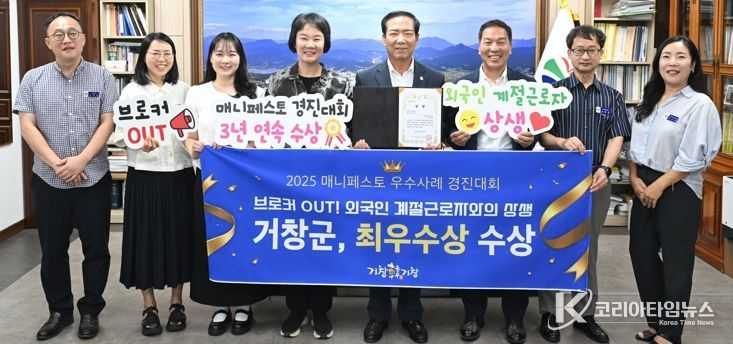 브로커
OUT
매니페스토 경진대회
3년 연속 수상
외국인 계절근로자
상생
2025 매니페스토 우수사례 경진대회
브로커 OUT! 외국인 계절근로자와의 상생
거창군, 최우수상 수상
K 코리아타임뉴스
Korea Time News